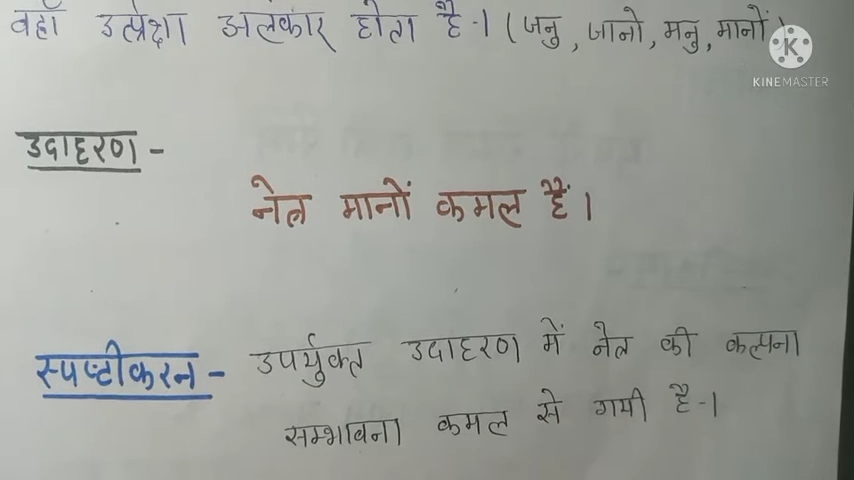 वहाँ उत्प्रेक्षा अलंकार होता है-। (जनु, जानो, मनु, मानों)
KINEMASTER
उदाहरण -
नेत्र मानों कमल हैं।
स्पष्टीकरन - उपर्युक्त उदाहरण में नेत्र की कल्पना
सम्भावना कमल से गयी है-।